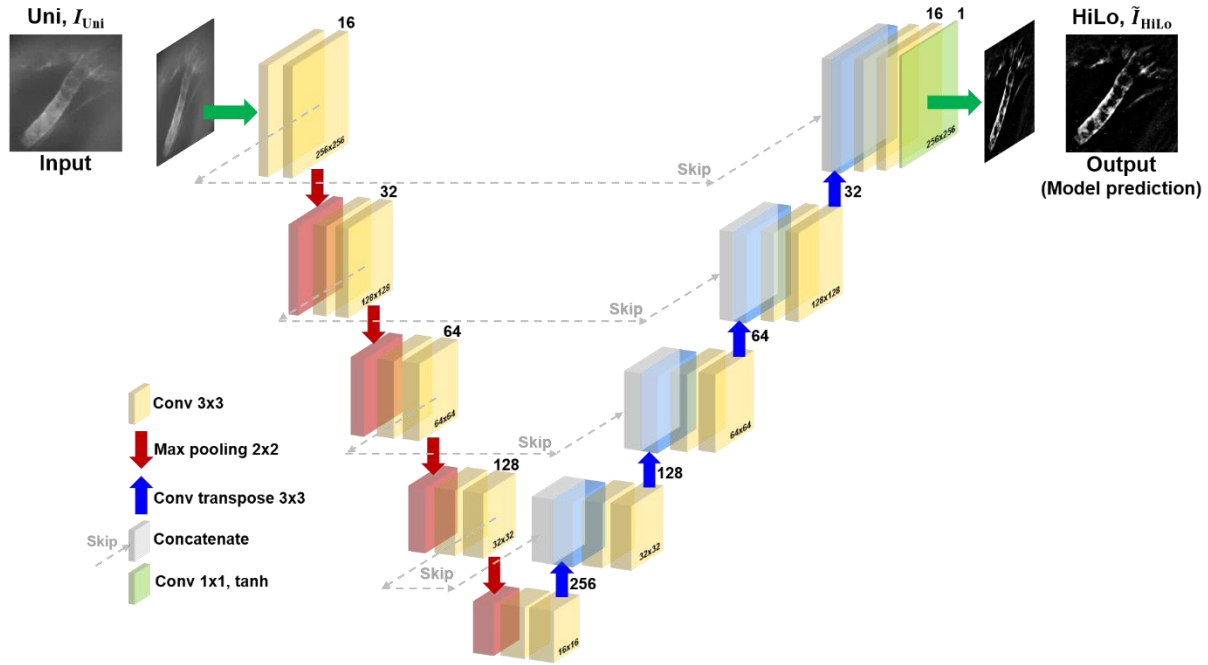 Uni, I_Uni
Input
16
256x256
32
128x128
64
64x64
128
32x32
16x16
256
32x32
128
64x64
64
128x128
32
16
1
256x256
Skip
Skip
Skip
Skip
HiLo, Ĩ_HiLo
Output
(Model prediction)
Conv 3x3
Max pooling 2x2
Conv transpose 3x3
Skip
Concatenate
Conv 1x1, tanh